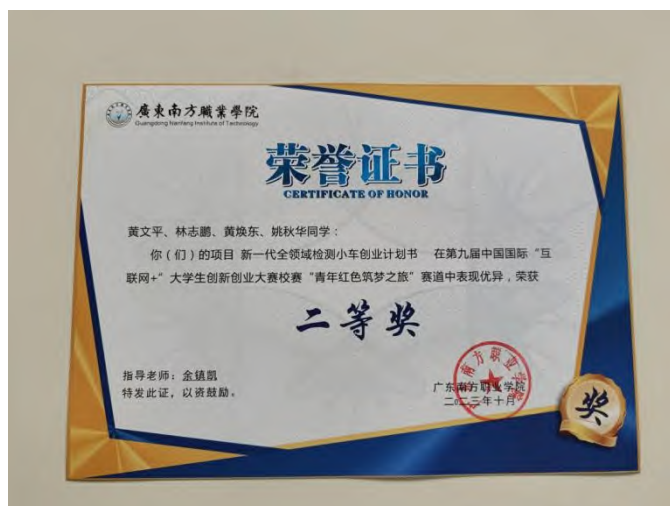 廣東南方職業學院
Guangdong Nanfang Institute of Technology
荣誉证书
CERTIFICATE OF HONOR
黄文平、林志鹏、黄焕东、姚秋华同学：
你（们）的项目 新一代全领域检测小车创业计划书 在第九届中国国际“互
联网+”大学生创新创业大赛校赛“青年红色筑梦之旅”赛道中表现优异，荣获
二等奖
指导老师：余镇凯
特发此证，以资鼓励。
广东南方职业学院
二〇二三年十月
奖